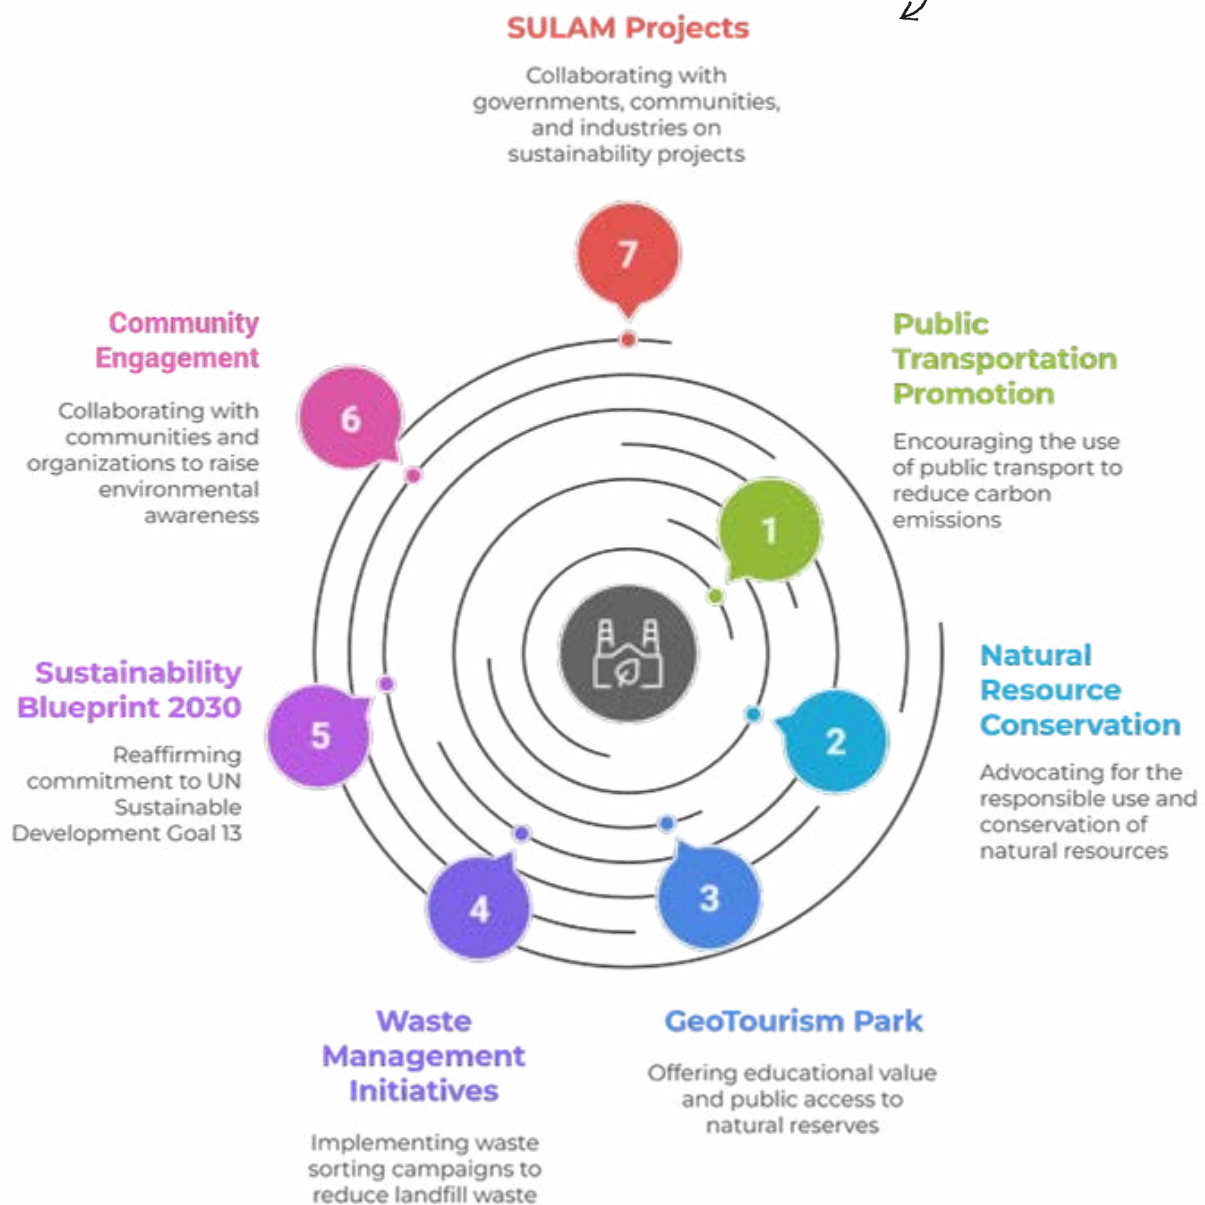 SULAM Projects
Collaborating with
governments, communities,
and industries on
sustainability projects
7
Community
Engagement
Collaborating with
communities and
organizations to raise
environmental
awareness
6
Public
Transportation
Promotion
Encouraging the use
of public transport to
reduce carbon
emissions
1
Sustainability
Blueprint 2030
Reaffirming
commitment to UN
Sustainable
Development Goal 13
5
Natural
Resource
Conservation
Advocating for the
responsible use and
conservation of
natural resources
2
4
3
Waste
Management
Initiatives
Implementing waste
sorting campaigns to
reduce landfill waste
GeoTourism Park
Offering educational value
and public access to
natural reserves